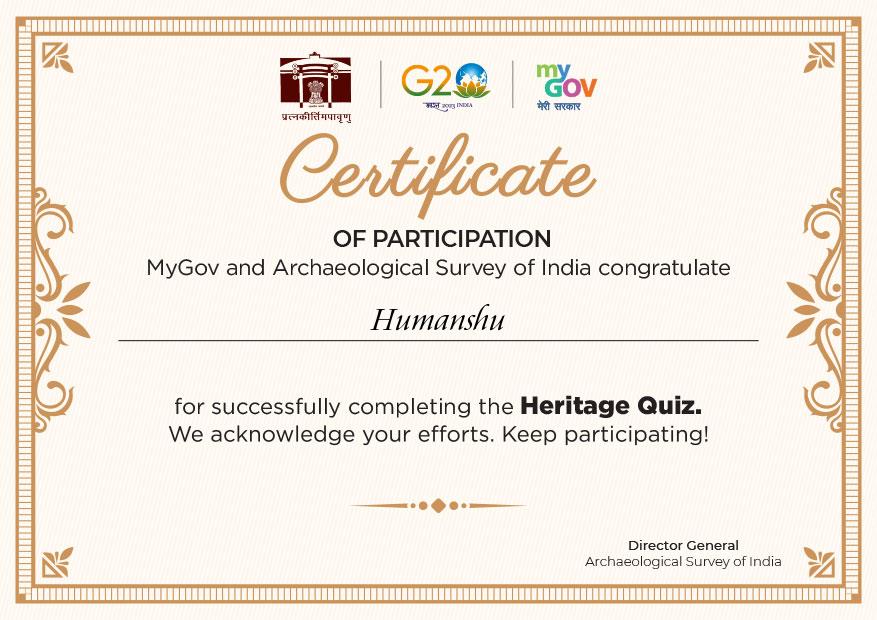 प्रत्नकीर्तिमपावृणु
G20
भारत 2023 INDIA
my
GOV
मेरी सरकार
Certificate
OF PARTICIPATION
MyGov and Archaeological Survey of India congratulate
Humanshu
for successfully completing the Heritage Quiz.
We acknowledge your efforts. Keep participating!
Director General
Archaeological Survey of India